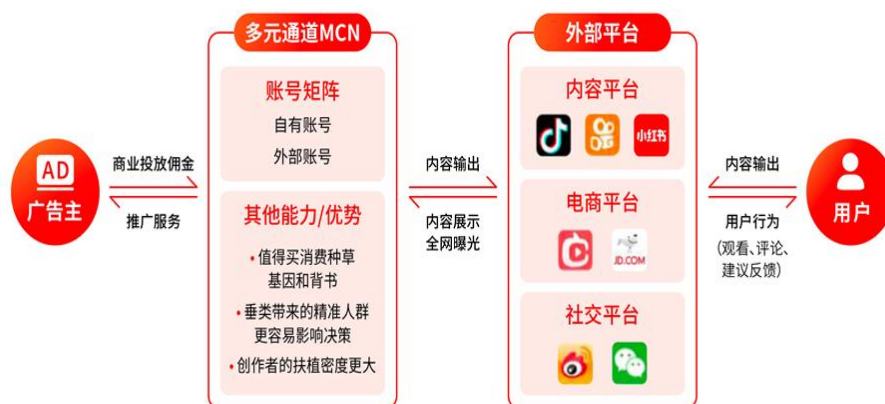 多元通道MCN
外部平台
账号矩阵
自有账号
外部账号
其他能力/优势
• 值得买消费种草
基因和背书
• 垂类带来的精准人群
更容易影响决策
• 创作者的扶植密度更大
AD
广告主
商业投放佣金
推广服务
内容输出
内容展示
全网曝光
内容平台
小红书
电商平台
JD.COM
社交平台
内容输出
用户行为
(观看、评论、
建议反馈)
用户